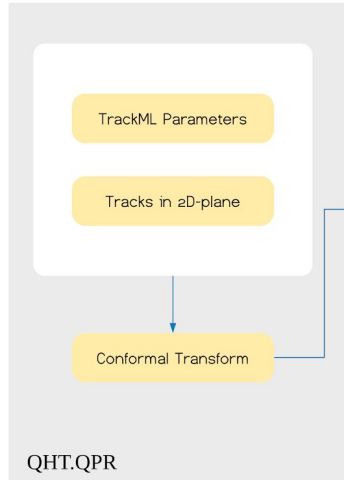 TrackML Parameters
Tracks in 2D-plane
Conformal Transform
QHT.QPR